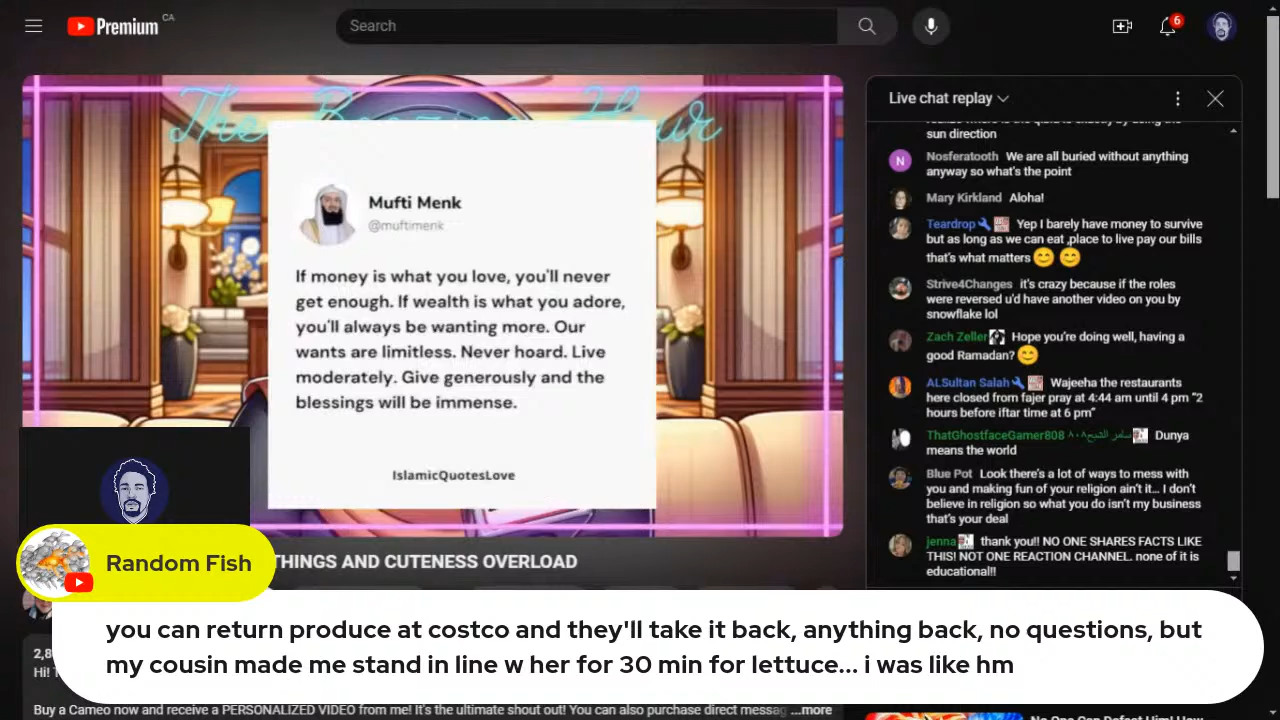 Premium CA
Search
6
The Boozing Hour
Live chat replay
sun direction
Nosferatooth We are all buried without anything
anyway so what's the point
Mary Kirkland Aloha!
Teardrop Yep I barely have money to survive
but as long as we can eat ,place to live pay our bills
that's what matters
Strive4Changes it's crazy because if the roles
were reversed u'd have another video on you by
snowflake lol
Zach Zeller Hope you're doing well, having a
good Ramadan?
ALSultan Salah Wajeeha the restaurants
here closed from fajer pray at 4:44 am until 4 pm "2
hours before iftar time at 6 pm"
ThatGhostfaceGamer808 Dunya
means the world
Blue Pot Look there's a lot of ways to mess with
you and making fun of your religion ain't it... I don't
believe in religion so what you do isn't my business
that's your deal
jenna thank you!! NO ONE SHARES FACTS LIKE
THIS! NOT ONE REACTION CHANNEL. none of it is
educational!!
Mufti Menk
@muftimenk
If money is what you love, you'll never
get enough. If wealth is what you adore,
you'll always be wanting more. Our
wants are limitless. Never hoard. Live
moderately. Give generously and the
blessings will be immense.
IslamicQuotesLove
THINGS AND CUTENESS OVERLOAD
Random Fish
you can return produce at costco and they'll take it back, anything back, no questions, but
my cousin made me stand in line w her for 30 min for lettuce... i was like hm
2,8
Hi! T
Buy a Cameo now and receive a PERSONALIZED VIDEO from me! It's the ultimate shout out! You can also purchase direct messag ...more